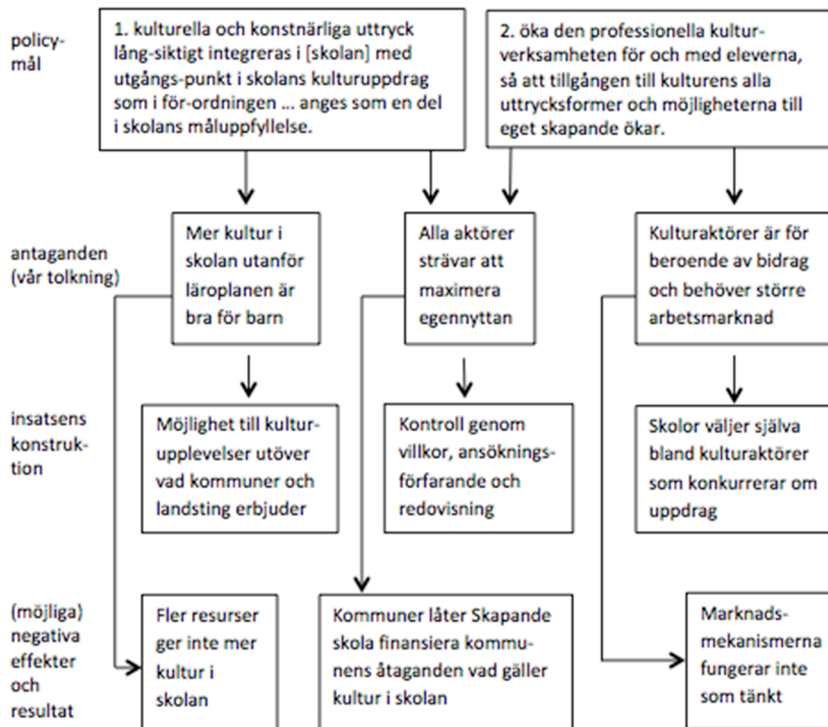 policy-
mål
1. kulturella och konstnärliga uttryck
lång-siktigt integreras i [skolan] med
utgångs-punkt i skolans kulturuppdrag
som i för-ordningen ... anges som en del
i skolans måluppfyllelse.
2. öka den professionella kultur-
verksamheten för och med eleverna,
så att tillgången till kulturens alla
uttrycksformer och möjligheterna till
eget skapande ökar.
antaganden
(vår tolkning)
Mer kultur i
skolan utanför
läroplanen är
bra för barn
Alla aktörer
strävar att
maximera
egennyttan
Kulturaktörer är för
beroende av bidrag
och behöver större
arbetsmarknad
insatsens
konstruk-
tion
Möjlighet till kultur-
upplevelser utöver
vad kommuner och
landsting erbjuder
Kontroll genom
villkor, ansöknings-
förfarande och
redovisning
Skolor väljer själva
bland kulturaktörer
som konkurrerar om
uppdrag
(möjliga)
negativa
effekter
och
resultat
Fler resurser
ger inte mer
kultur i
skolan
Kommuner låter Skapande
skola finansiera kommu-
nens åtaganden vad gäller
kultur i skolan
Marknads-
mekanismerna
fungerar inte
som tänkt